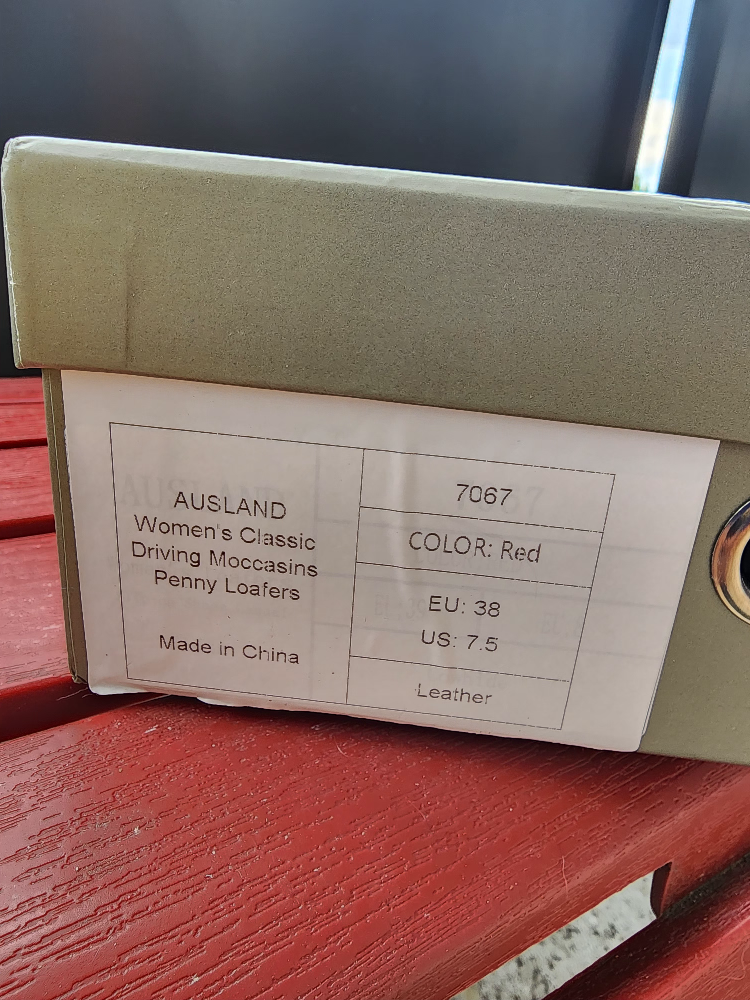 AUSLAND
Women's Classic
Driving Moccasins
Penny Loafers
Made in China
7067
COLOR: Red
EU: 38
US: 7.5
Leather